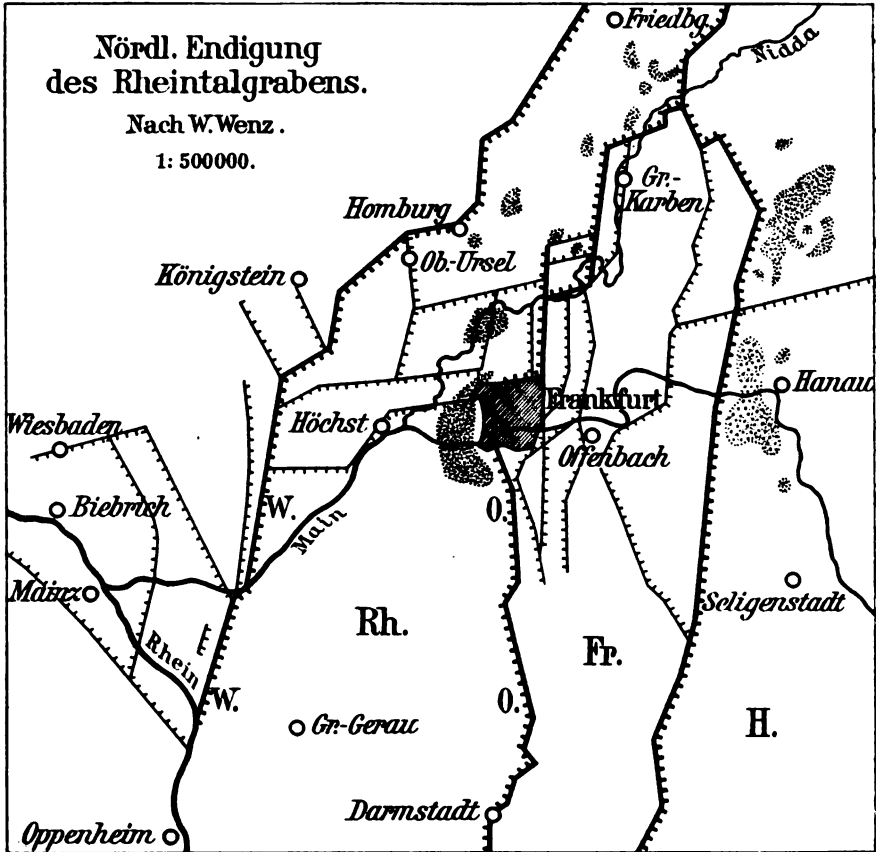 Nördl. Endigung
des Rheintalgrabens.
Nach W. Wenz.
1: 500000.
Friedbg.
Nidda
Gr.-
Karben
Homburg
Ob.-Ursel
Königstein
Hanau
Frankfurt
Höchst
Wiesbaden
Offenbach
Biebrich
W.
Main
O.
Mainz
Seligenstadt
Rh.
Fr.
Rhein
W.
O.
H.
Gr.-Gerau
Darmstadt
Oppenheim